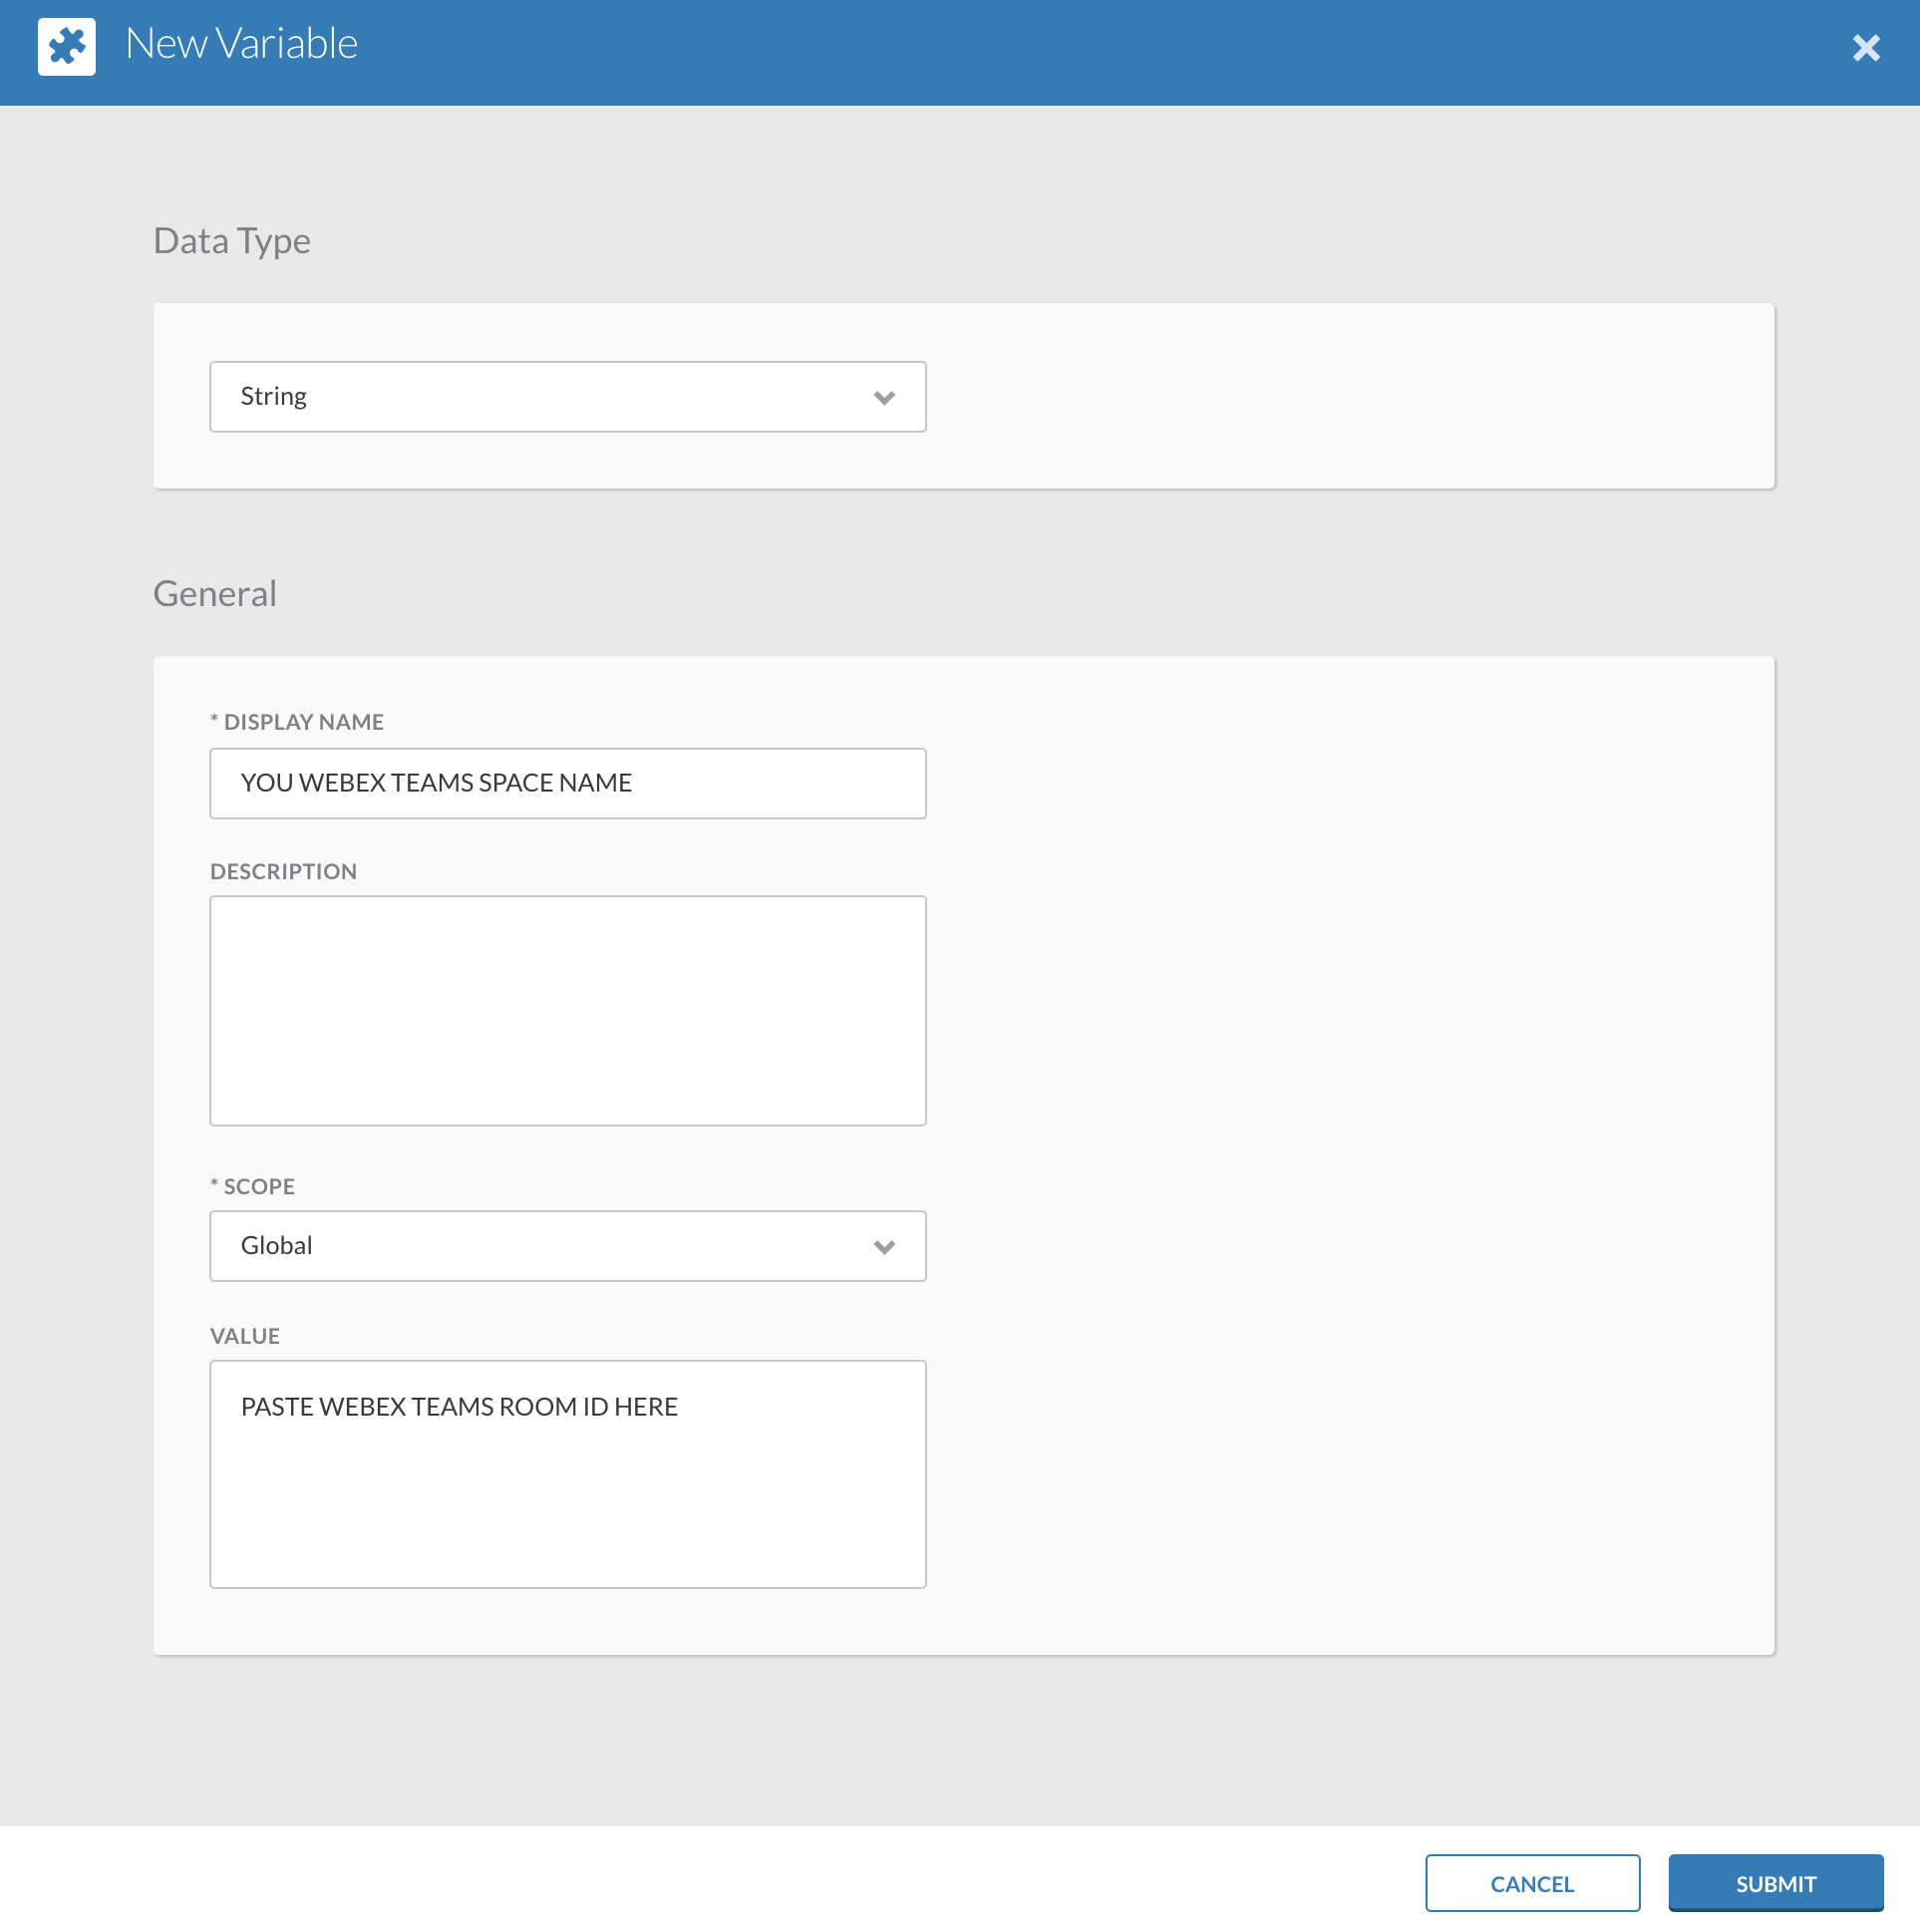 New Variable
Data Type
String
General
* DISPLAY NAME
YOU WEBEX TEAMS SPACE NAME
DESCRIPTION
* SCOPE
Global
VALUE
PASTE WEBEX TEAMS ROOM ID HERE
CANCEL
SUBMIT